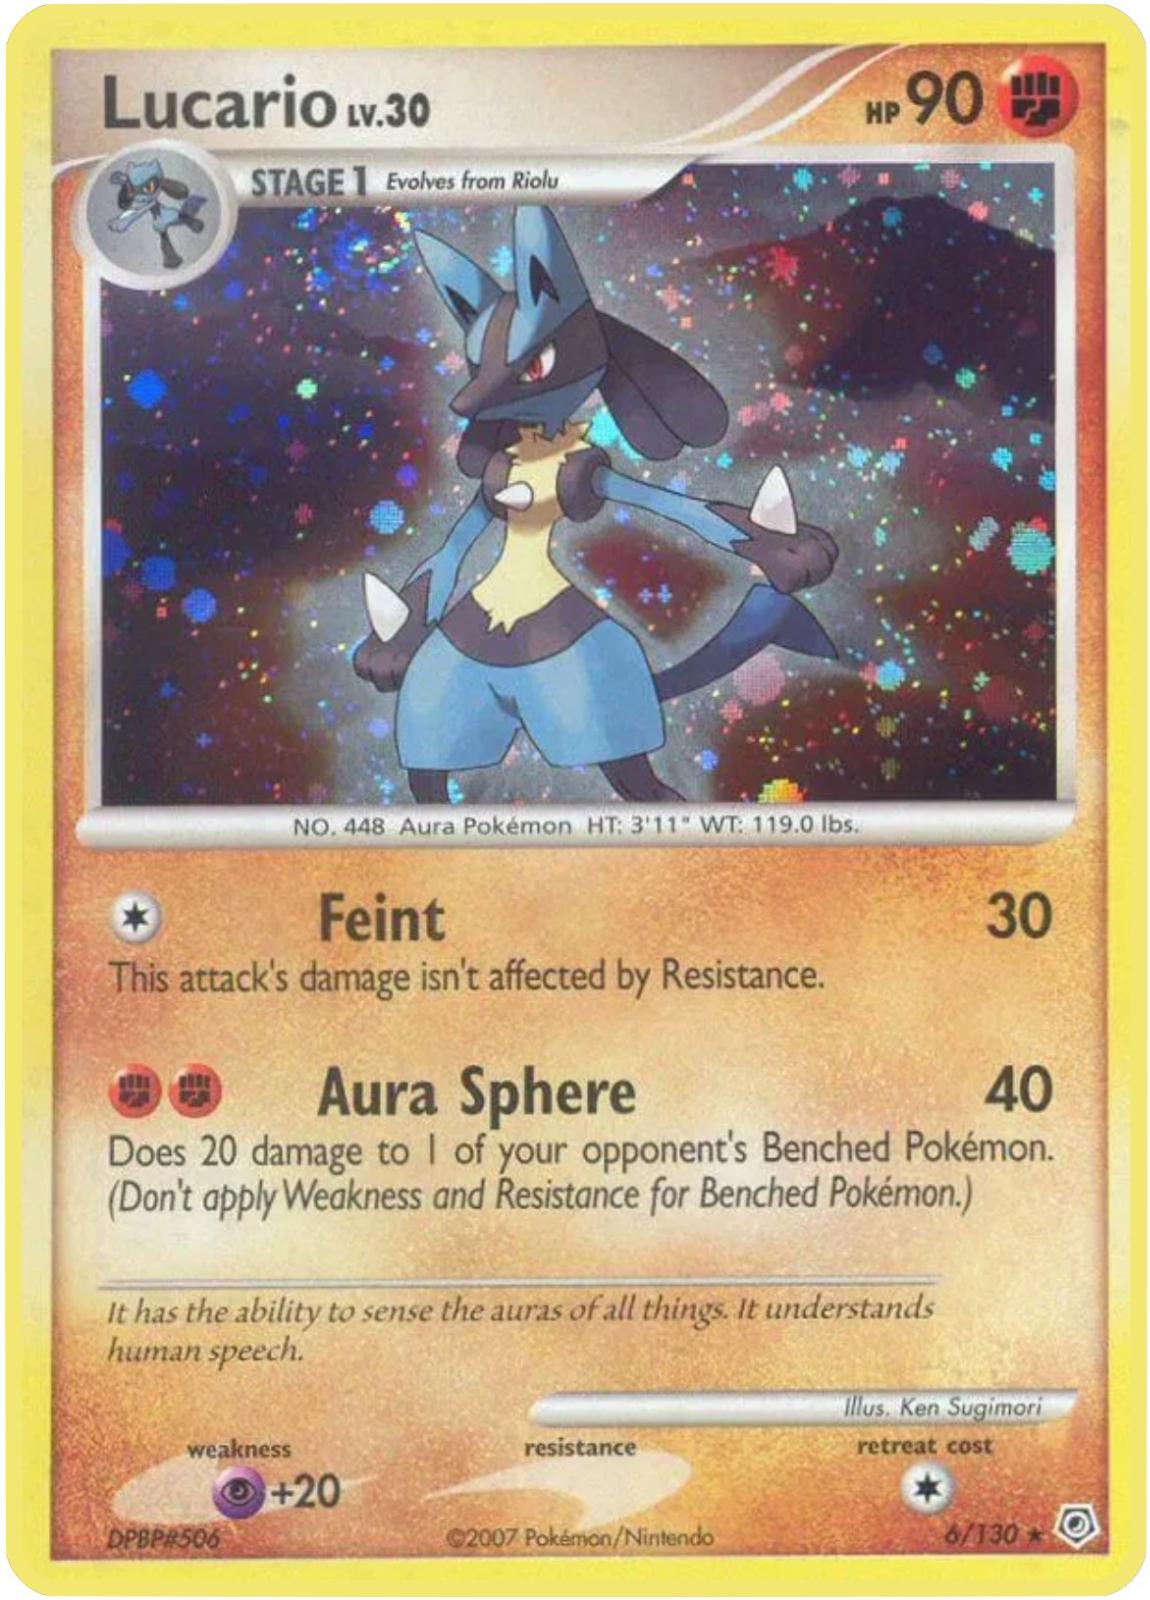 Lucario LV.30
HP 90
STAGE 1 Evolves from Riolu
NO. 448 Aura Pokémon HT: 3'11" WT: 119.0 lbs.
Feint 30
This attack's damage isn't affected by Resistance.
Aura Sphere 40
Does 20 damage to 1 of your opponent's Benched Pokémon.
(Don't apply Weakness and Resistance for Benched Pokémon.)
It has the ability to sense the auras of all things. It understands
human speech.
Illus. Ken Sugimori
weakness resistance retreat cost
+20
DPBP#506 ©2007 Pokémon/Nintendo 6/130 ★